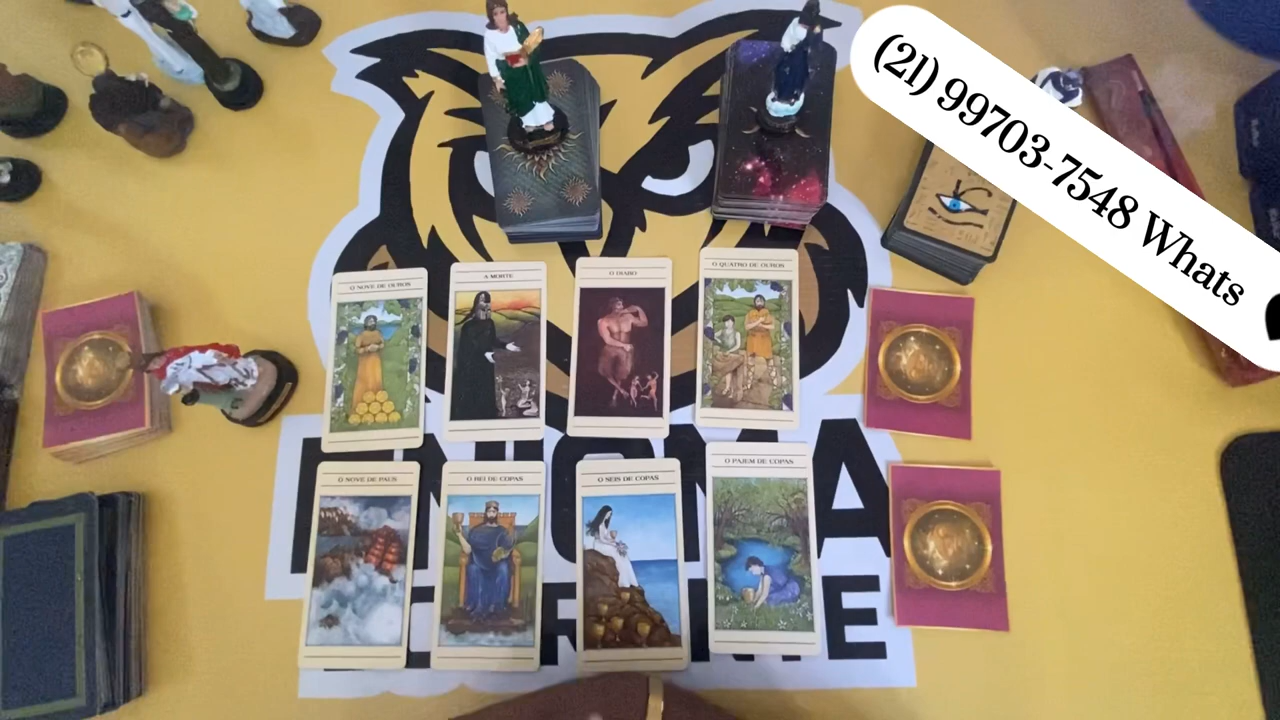 (21) 99703-7548 Whats
O NOVE DE OUROS
A MORTE
O DIABO
O QUATRO DE OUROS
ENIGMA
O NOVE DE PAUS
O REI DE COPAS
O SEIS DE COPAS
O PAJEM DE COPAS